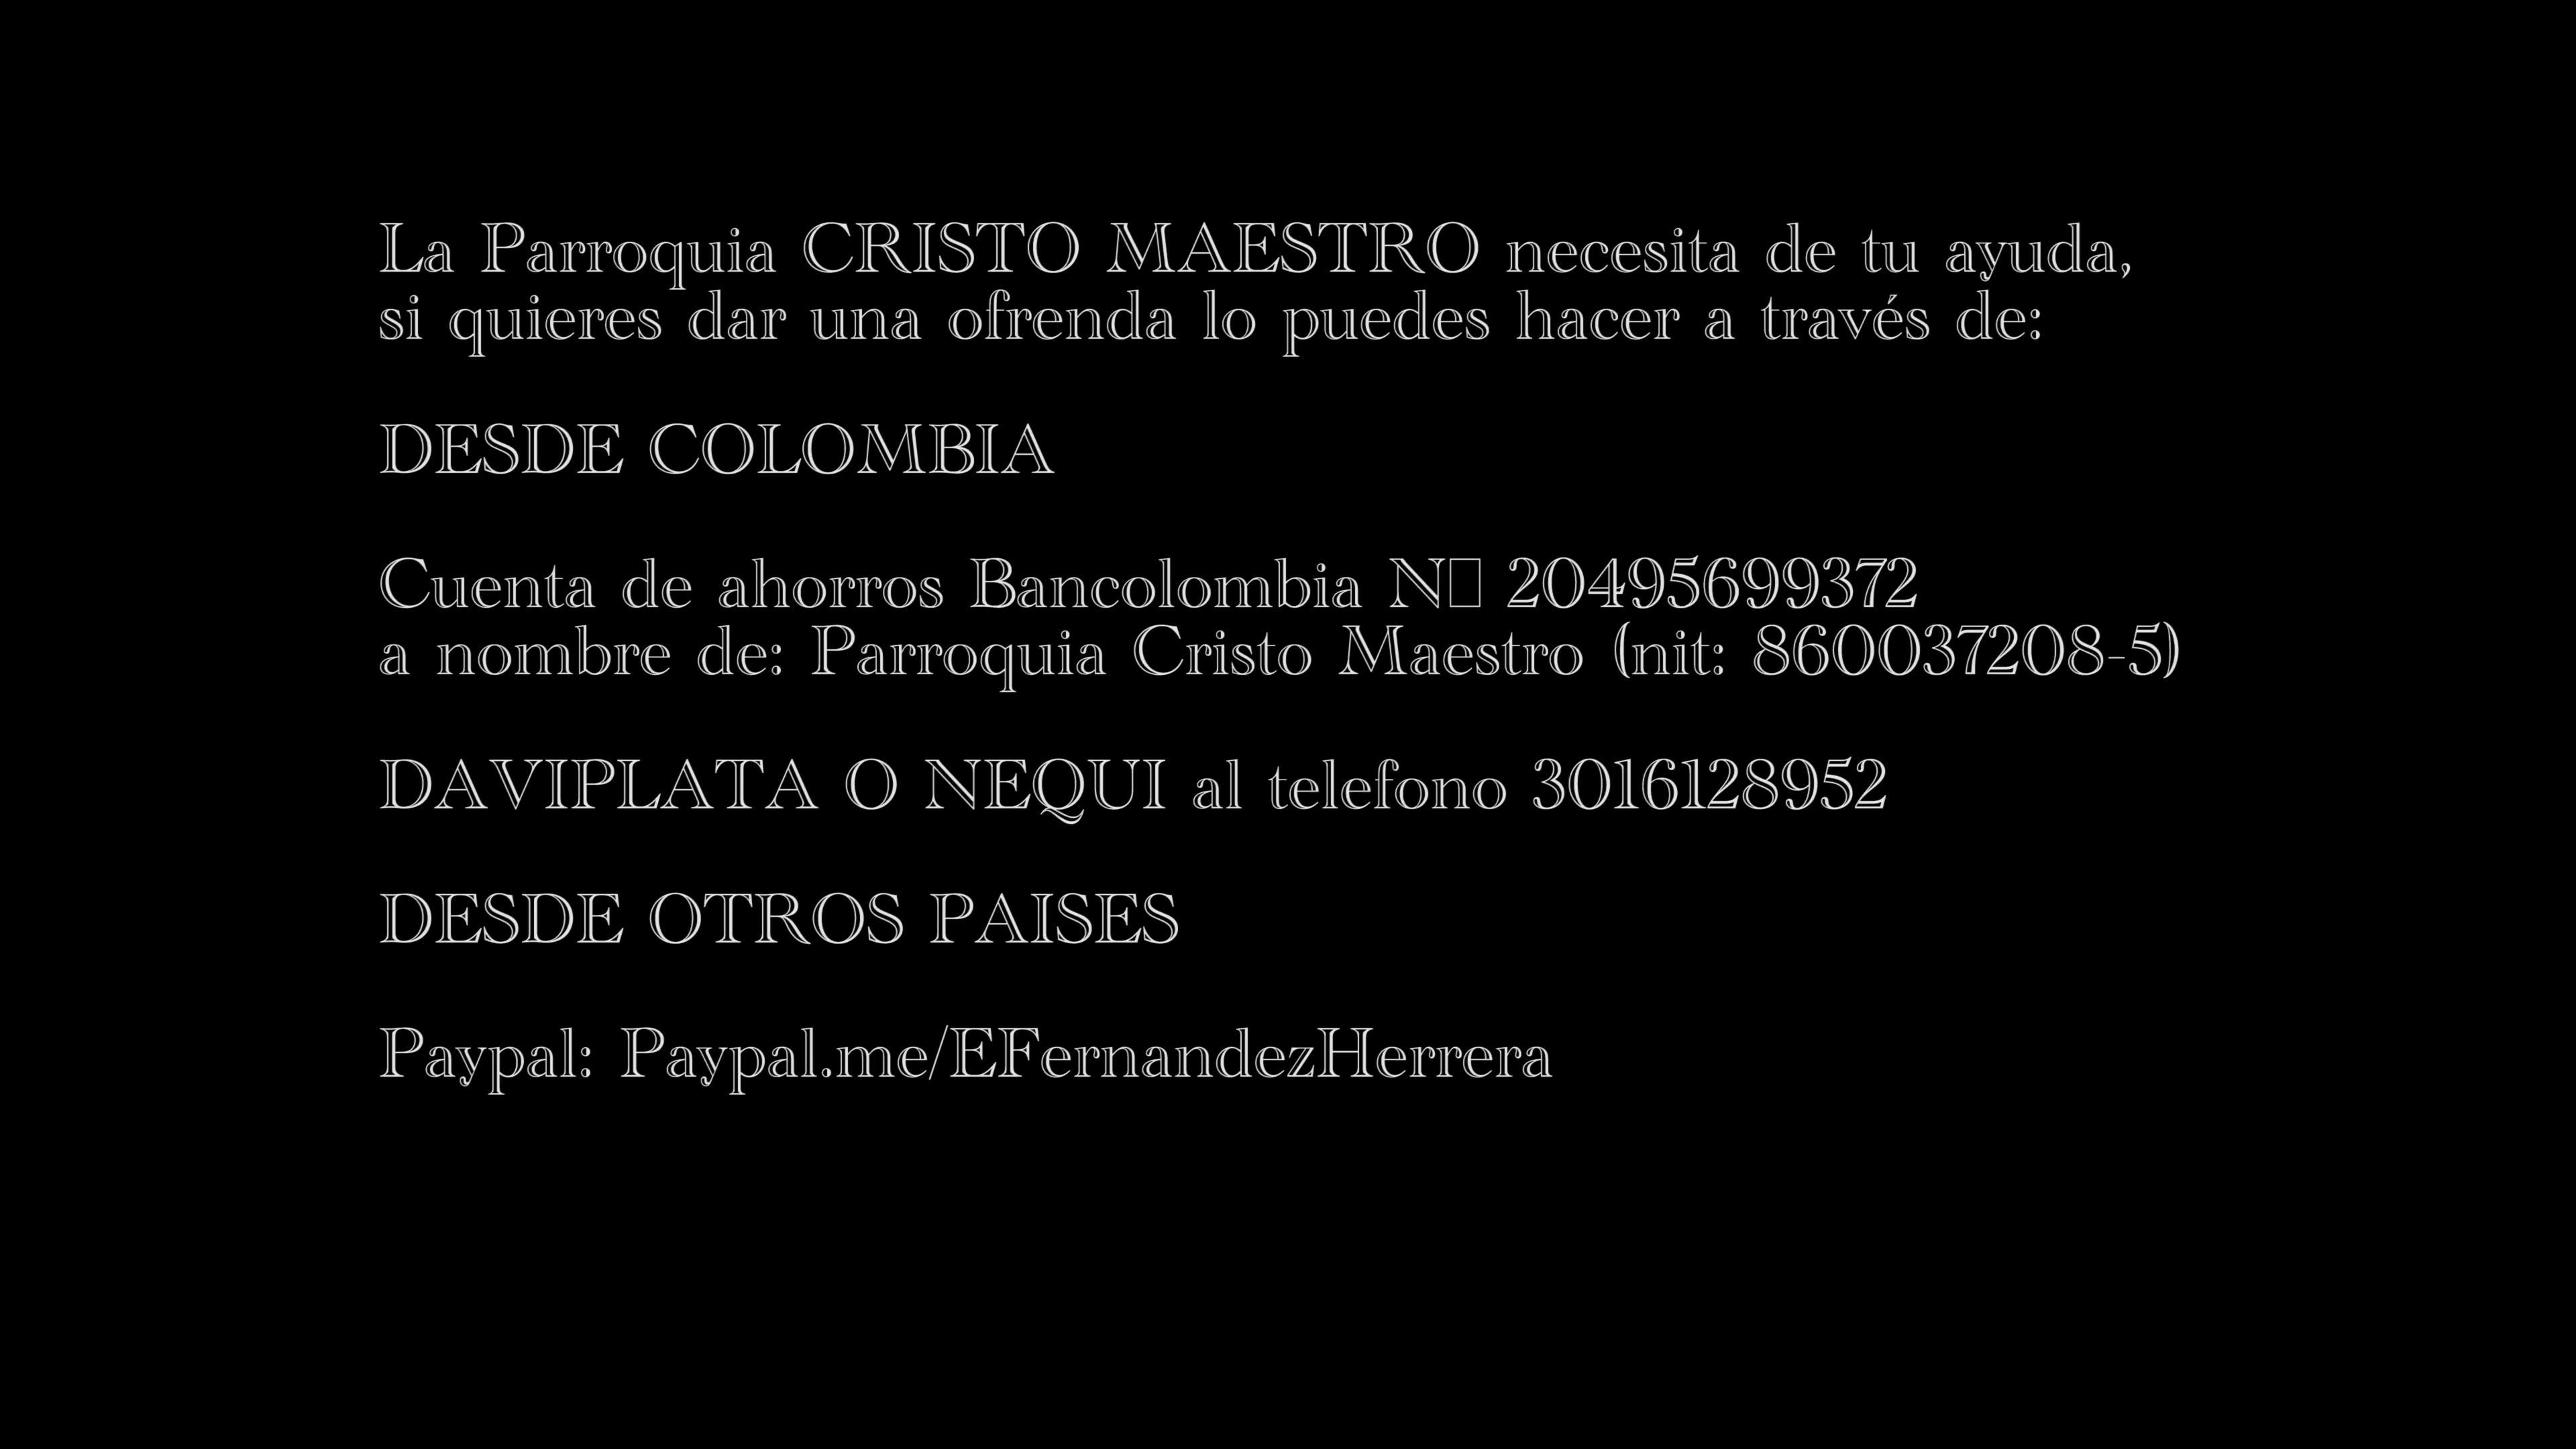 La Parroquia CRISTO MAESTRO necesita de tu ayuda,
si quieres dar una ofrenda lo puedes hacer a través de:
DESDE COLOMBIA
Cuenta de ahorros Bancolombia N□ 20495699372
a nombre de: Parroquia Cristo Maestro (nit: 860037208-5)
DAVIPLATA O NEQUI al telefono 3016128952
DESDE OTROS PAISES
Paypal: Paypal.me/EFernandezHerrera